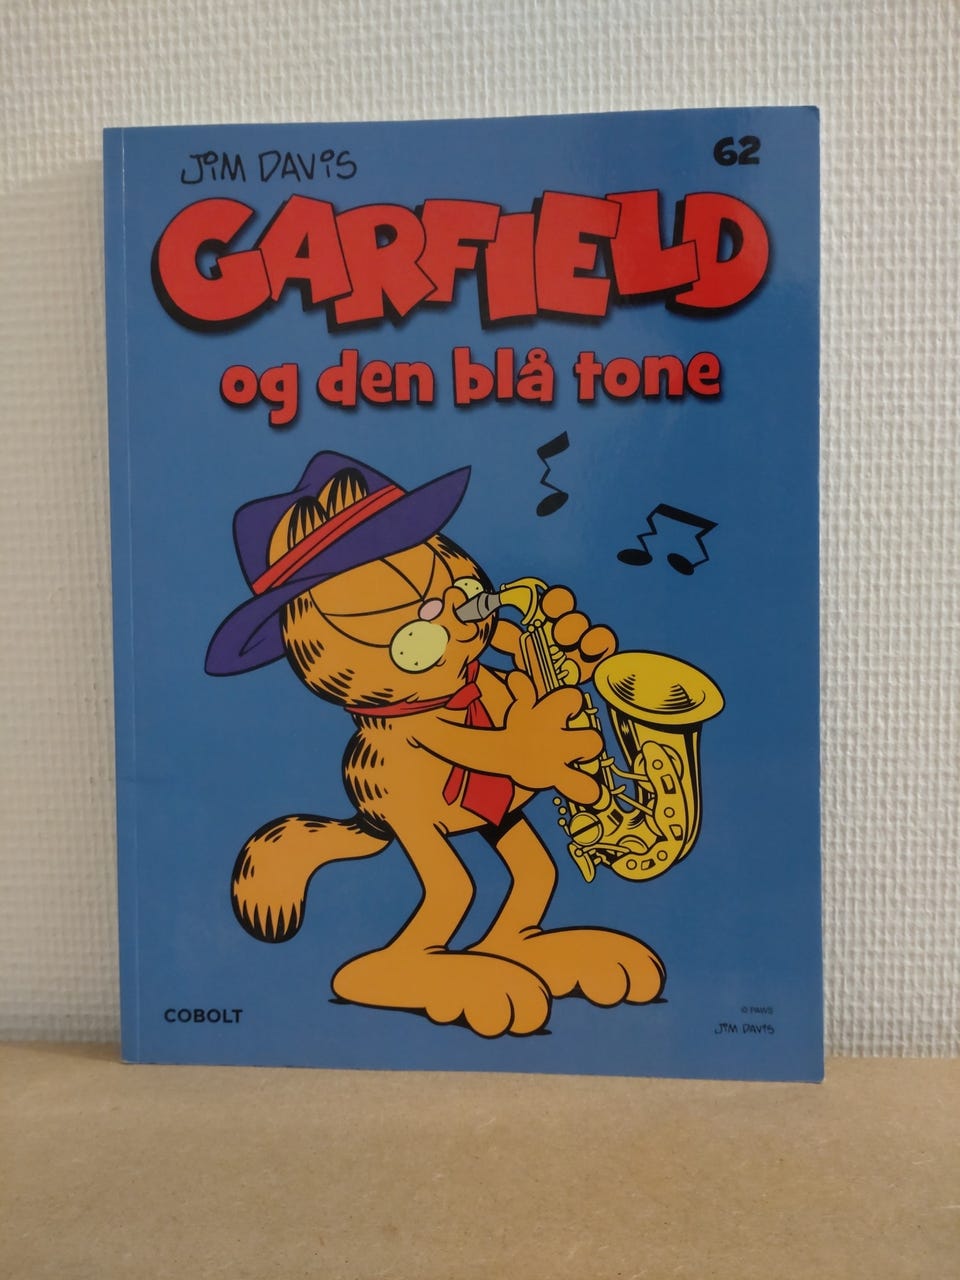 JiM DAViS
62
GARFIELD
og den blå tone
COBOLT
© PAWS
JiM DAViS